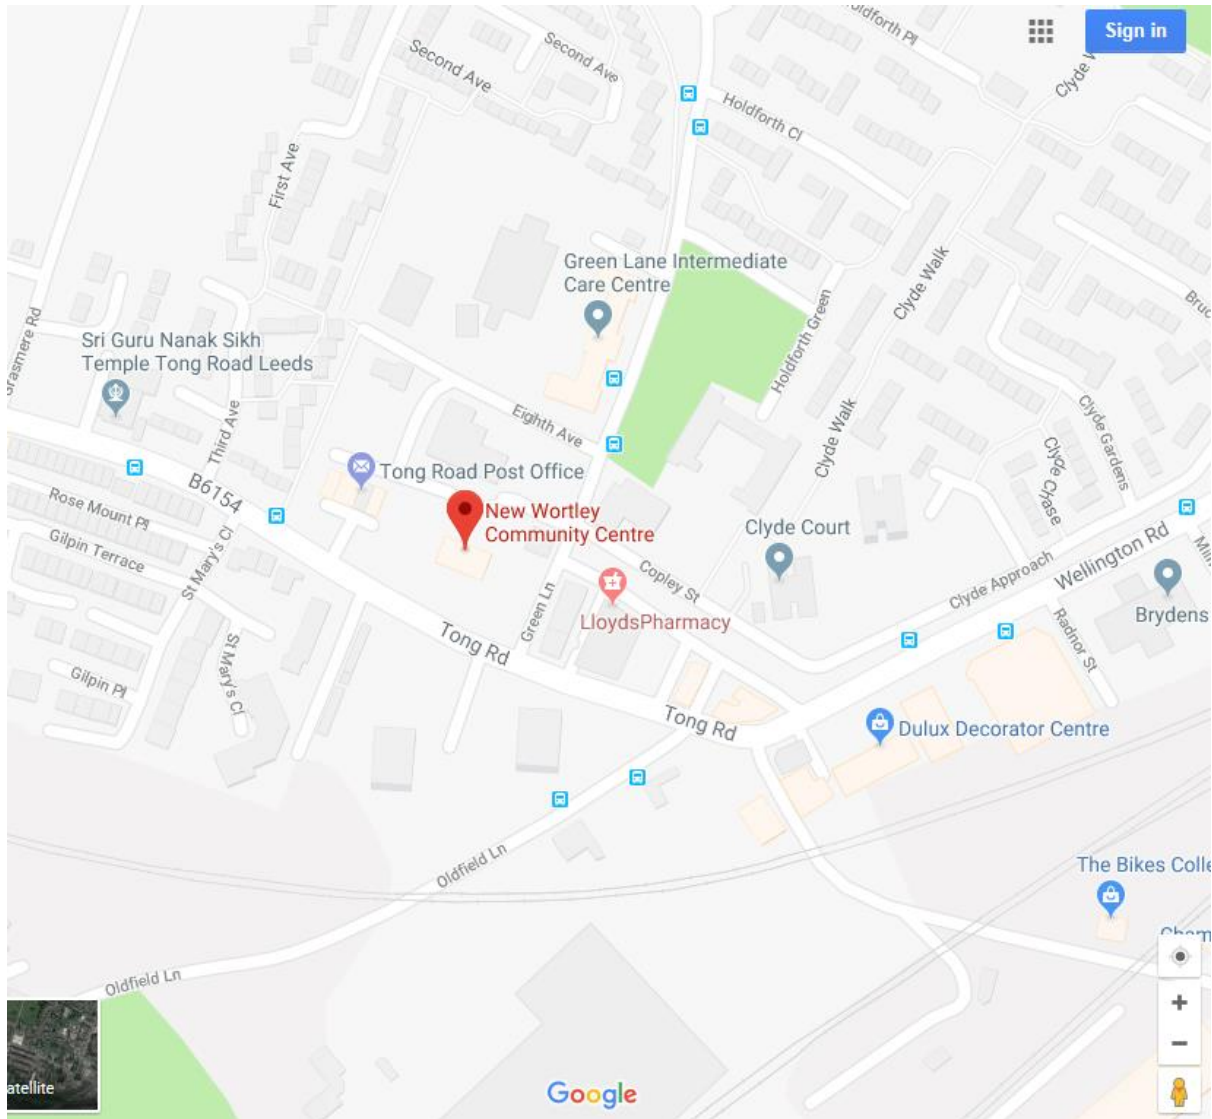 Sign in
Holdforth Pl
Second Ave
Second Ave
Clyde W
Holdforth Cl
First Ave
Green Lane Intermediate
Care Centre
Clyde Walk
Bruc
Grasmere Rd
Sri Guru Nanak Sikh
Temple Tong Road Leeds
Holdforth Green
Third Ave
Eighth Ave
Clyde Walk
Clyde Gardens
Clyde Chase
B6154
Tong Road Post Office
Rose Mount Pl
New Wortley
Community Centre
Clyde Court
Gilpin Terrace
St Mary's Cl
Wellington Rd
Copley St
Clyde Approach
Green Ln
LloydsPharmacy
Brydens
Radnor St
Tong Rd
St Mary's Cl
Gilpin Pl
Tong Rd
Dulux Decorator Centre
Oldfield Ln
The Bikes Colle
Cham
Oldfield Ln
atellite
Google